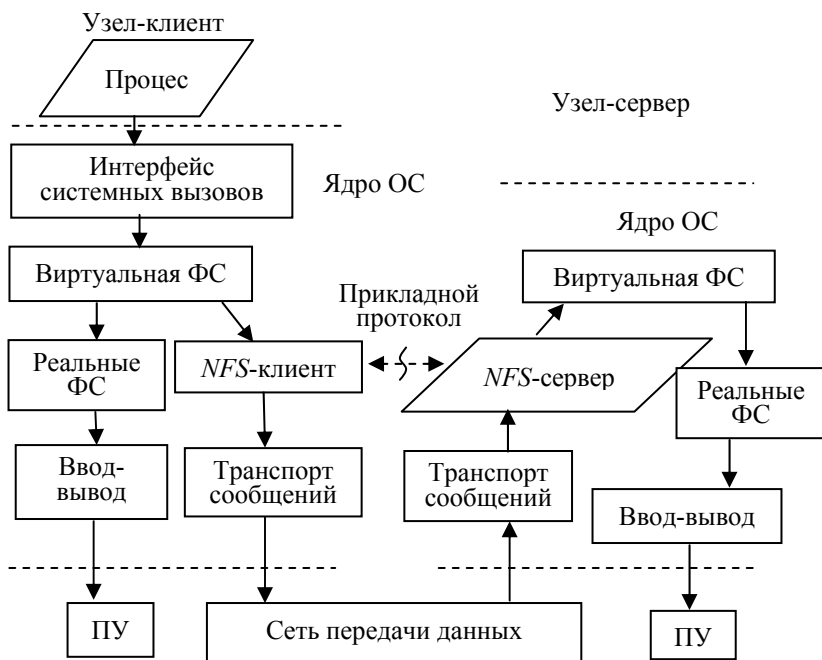 Узел-клиент
Процес
Узел-сервер
Интерфейс
системных вызовов
Ядро ОС
Ядро ОС
Виртуальная ФС
Виртуальная ФС
Прикладной
протокол
Реальные
ФС
NFS-клиент
NFS-сервер
Реальные
ФС
Ввод-
вывод
Транспорт
сообщений
Транспорт
сообщений
Ввод-вывод
ПУ
Сеть передачи данных
ПУ